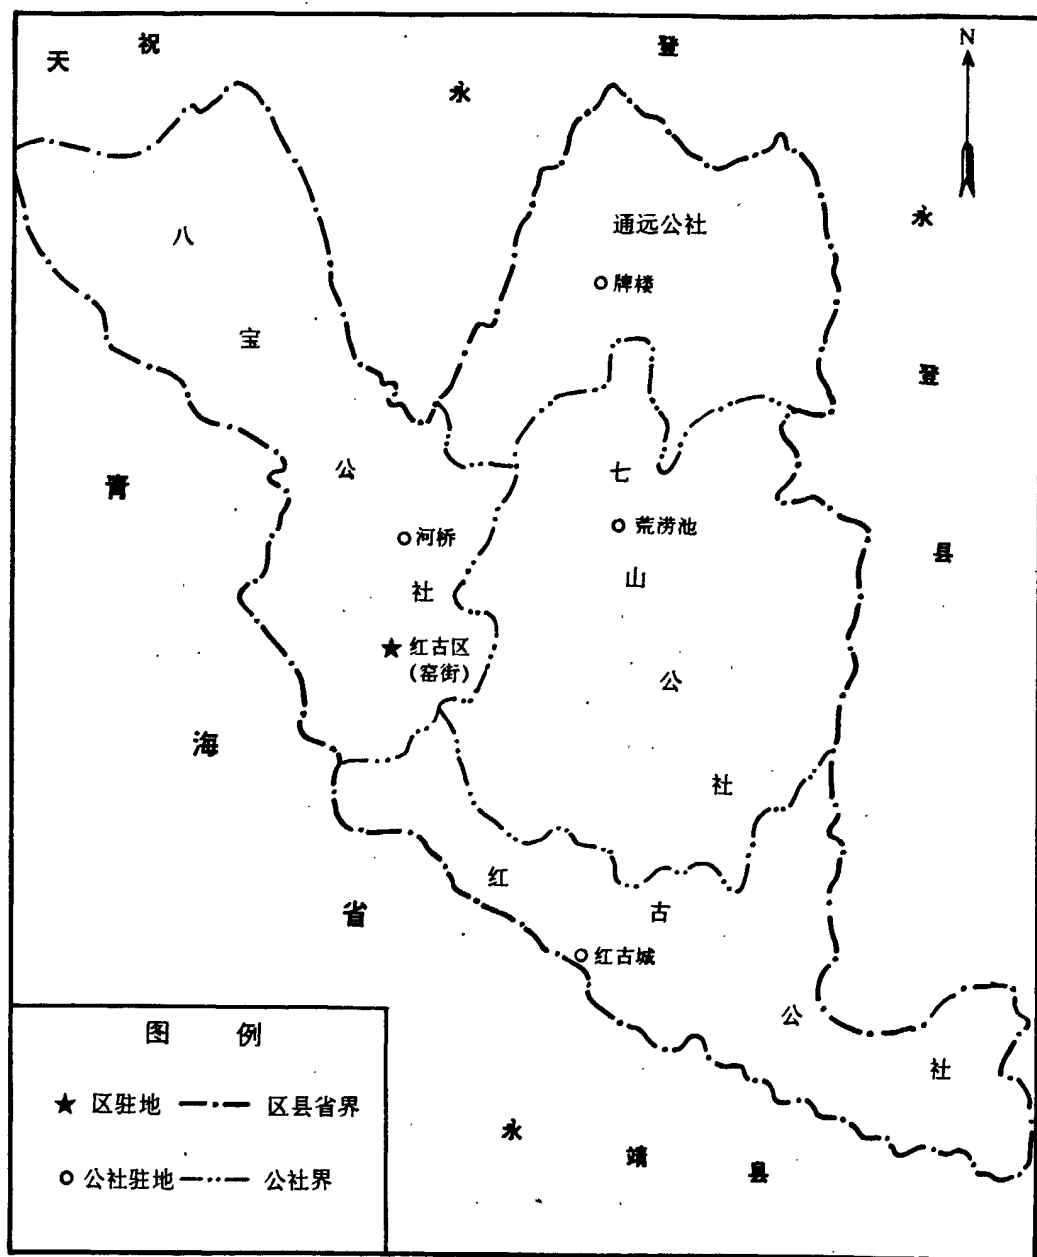 天祝
永登
N
永登县
通远公社
牌楼
八宝公社
青海省
七山公社
荒涝池
河桥
红古区
(窑街)
红古公社
红古城
永靖县
图例
区驻地 区县省界
公社驻地 公社界